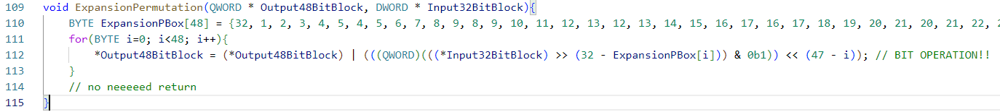 109 void ExpansionPermutation(QWORD * Output48BitBlock, DWORD * Input32BitBlock){
110     BYTE ExpansionPBox[48] = {32, 1, 2, 3, 4, 5, 4, 5, 6, 7, 8, 9, 8, 9, 10, 11, 12, 13, 12, 13, 14, 15, 16, 17, 16, 17, 18, 19, 20, 21, 20, 21, 22,
111     for(BYTE i=0; i<48; i++){
112         *Output48BitBlock = (*Output48BitBlock) | (((QWORD)(((*Input32BitBlock) >> (32 - ExpansionPBox[i])) & 0b1)) << (47 - i)); // BIT OPERATION!!
113     }
114     // no neeeeed return
115 }